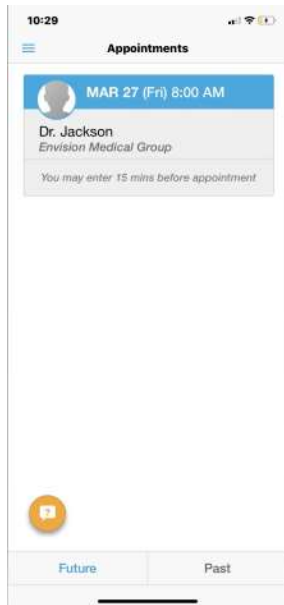 10:29
Appointments
MAR 27 (Fri) 8:00 AM
Dr. Jackson
Envision Medical Group
You may enter 15 mins before appointment
?
Future Past